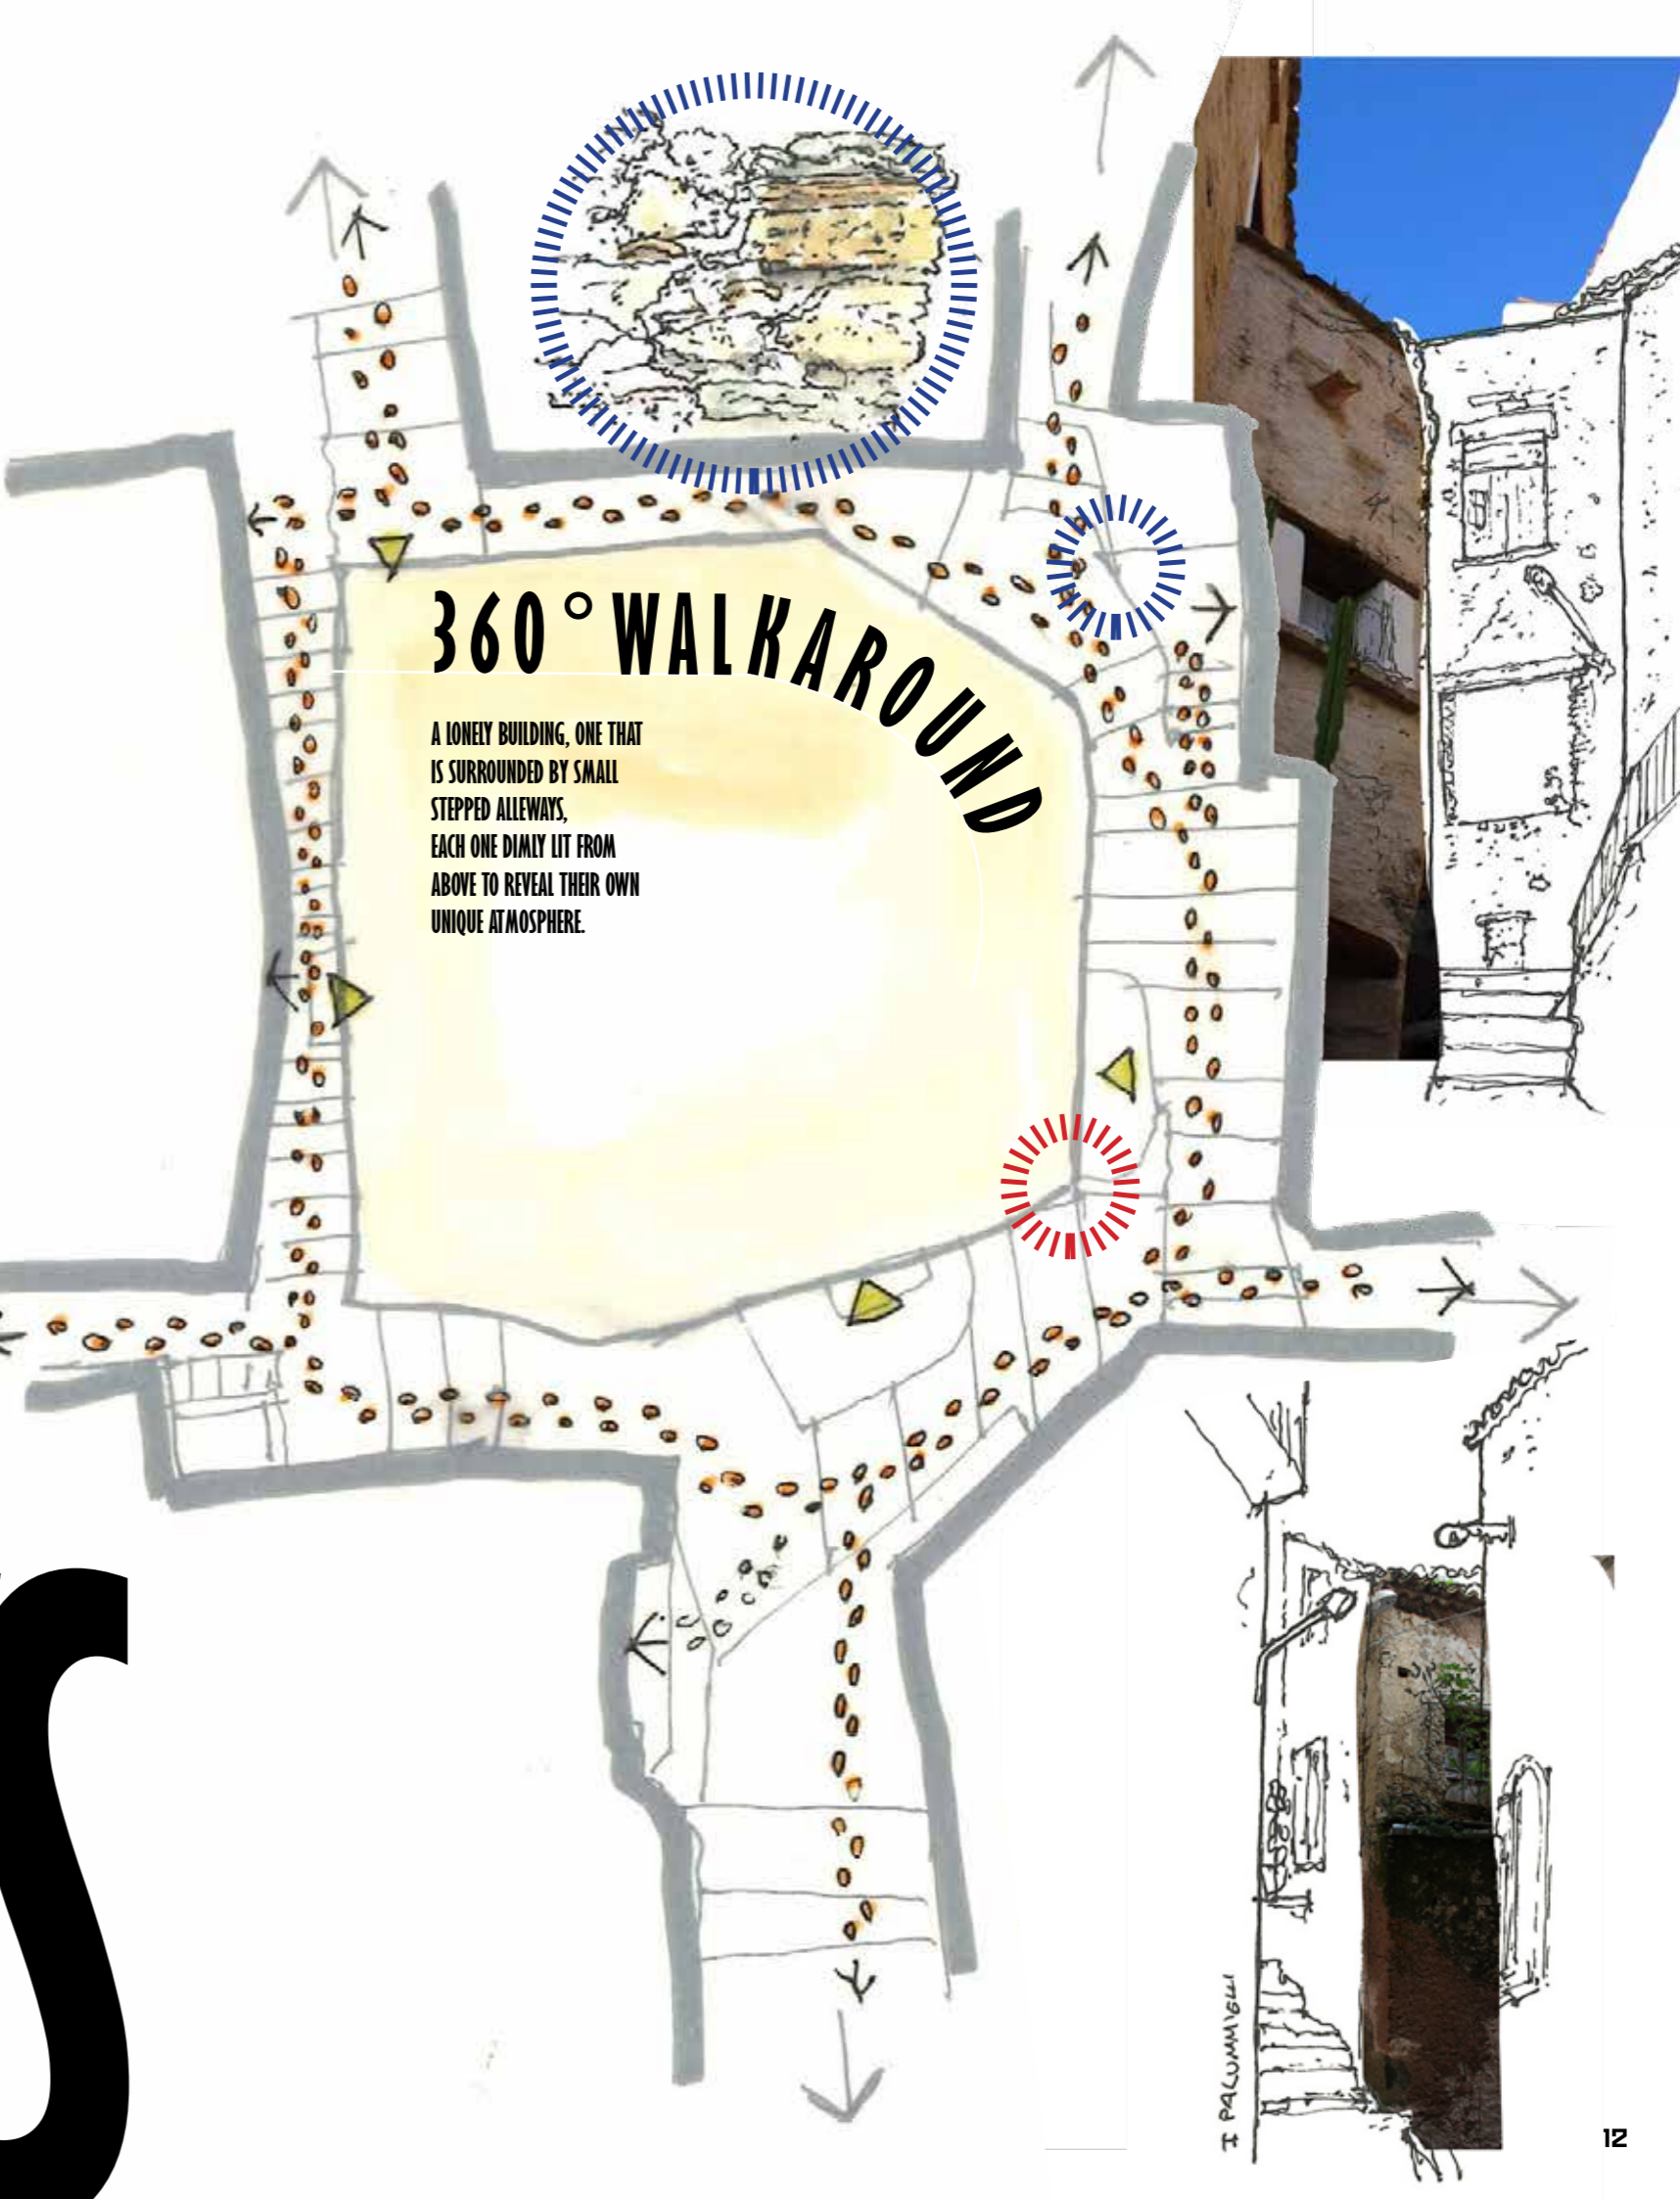 360° WALKAROUND
A LONELY BUILDING, ONE THAT
IS SURROUNDED BY SMALL
STEPPED ALLEYWAYS,
EACH ONE DIMLY LIT FROM
ABOVE TO REVEAL THEIR OWN
UNIQUE ATMOSPHERE.
S
I PALUMMIELLI
12